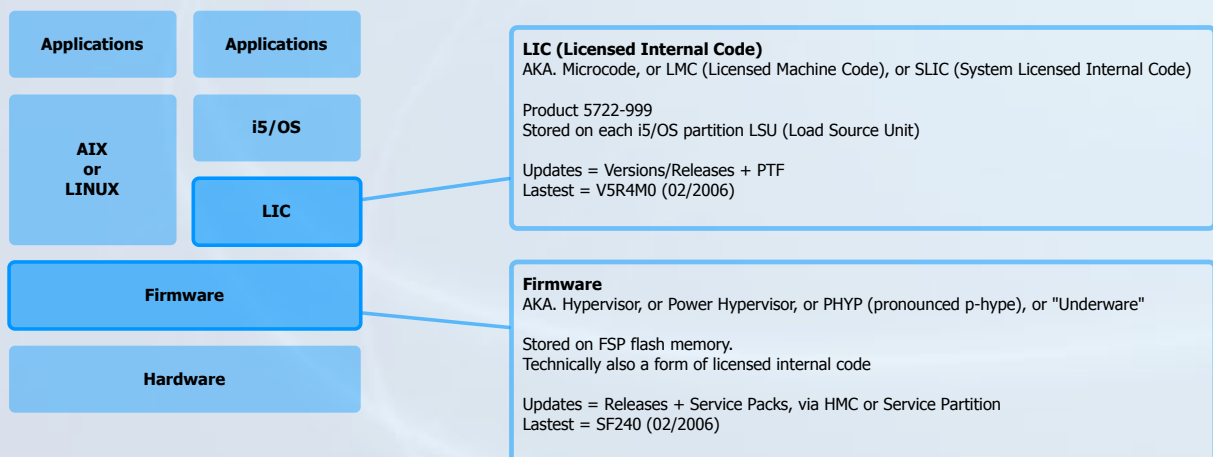 Applications
Applications
AIX
or
LINUX
i5/OS
LIC
Firmware
Hardware
LIC (Licensed Internal Code)
AKA. Microcode, or LMC (Licensed Machine Code), or SLIC (System Licensed Internal Code)
Product 5722-999
Stored on each i5/OS partition LSU (Load Source Unit)
Updates = Versions/Releases + PTF
Lastest = V5R4M0 (02/2006)
Firmware
AKA. Hypervisor, or Power Hypervisor, or PHYP (pronounced p-hype), or "Underware"
Stored on FSP flash memory.
Technically also a form of licensed internal code
Updates = Releases + Service Packs, via HMC or Service Partition
Lastest = SF240 (02/2006)